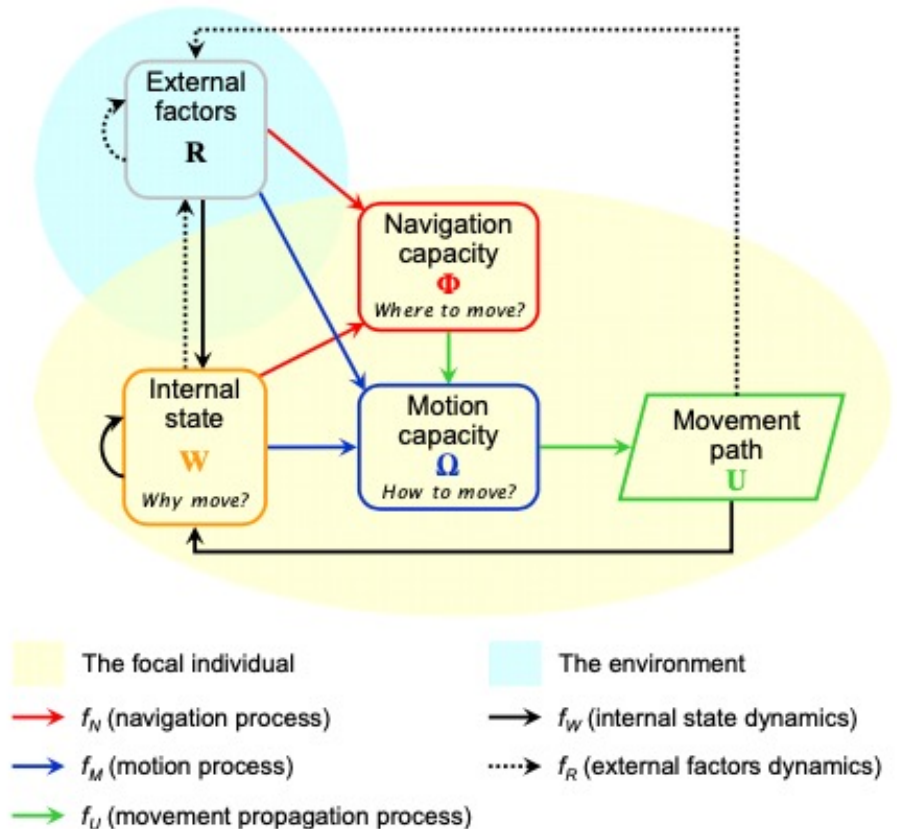 External
factors
R
Navigation
capacity
Φ
Where to move?
Internal
state
W
Why move?
Motion
capacity
Ω
How to move?
Movement
path
U
The focal individual
The environment
f_N (navigation process)
f_W (internal state dynamics)
f_M (motion process)
f_R (external factors dynamics)
f_U (movement propagation process)